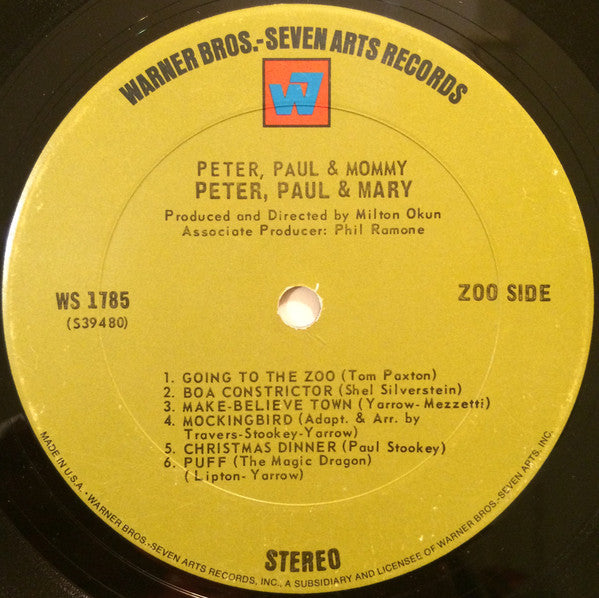 WARNER BROS.-SEVEN ARTS RECORDS
W7
PETER, PAUL & MOMMY
PETER, PAUL & MARY
Produced and Directed by Milton Okun
Associate Producer: Phil Ramone
WS 1785
(S39480)
ZOO SIDE
1. GOING TO THE ZOO (Tom Paxton)
2. BOA CONSTRICTOR (Shel Silverstein)
3. MAKE-BELIEVE TOWN (Yarrow-Mezzetti)
4. MOCKINGBIRD (Adapt. & Arr. by
Travers-Stookey-Yarrow)
5. CHRISTMAS DINNER (Paul Stookey)
6. PUFF (The Magic Dragon)
(Lipton-Yarrow)
STEREO
MADE IN U.S.A. • WARNER BROS.-SEVEN ARTS RECORDS, INC., A SUBSIDIARY AND LICENSEE OF WARNER BROS.-SEVEN ARTS, INC.